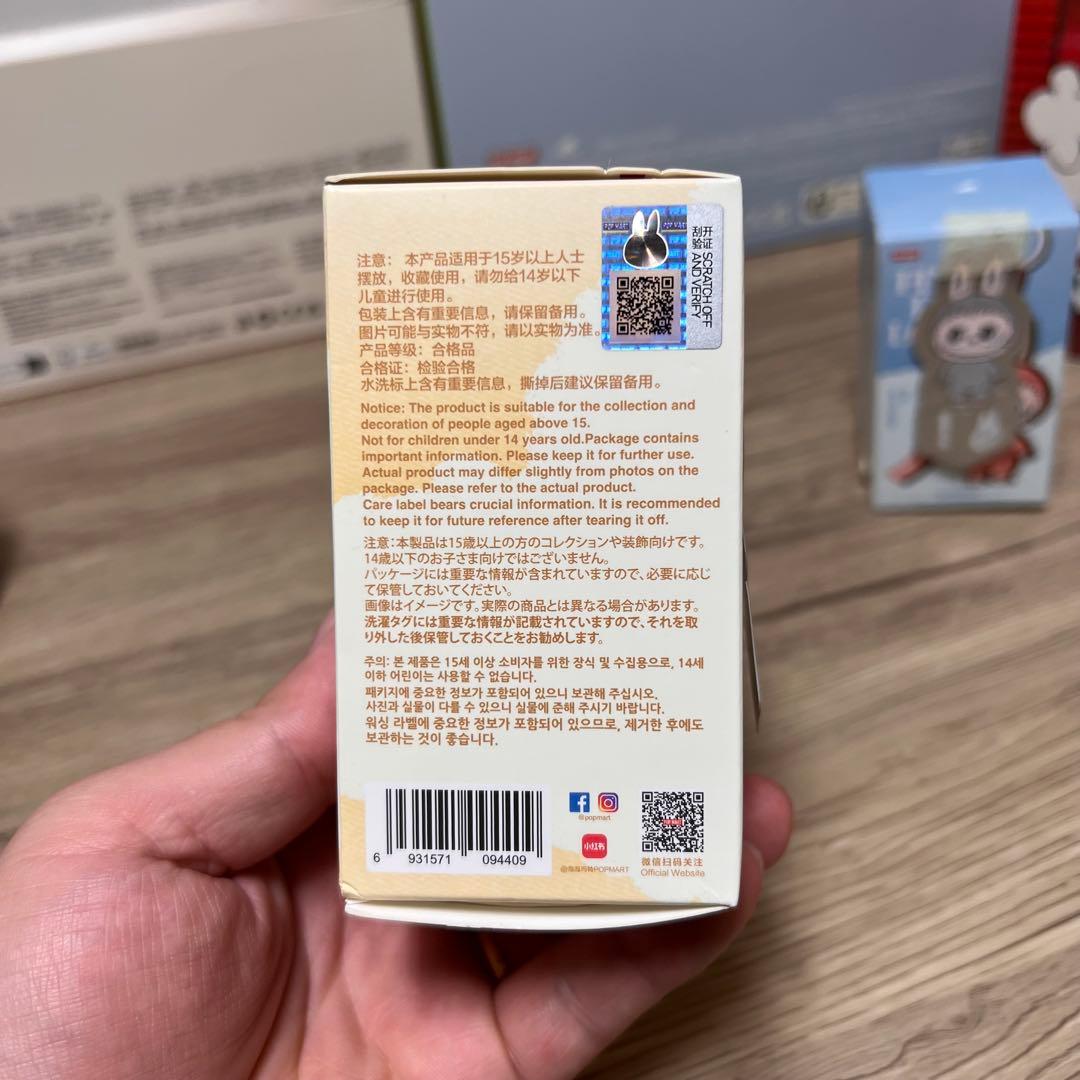 注意： 本产品适用于15岁以上人士
摆放，收藏使用，请勿给14岁以下
儿童进行使用。
包装上含有重要信息，请保留备用。
图片可能与实物不符，请以实物为准。
产品等级：合格品
合格证：检验合格
水洗标上含有重要信息，撕掉后建议保留备用。
POP MART
开证 SCRATCH OFF
刮验 AND VERIFY
Notice: The product is suitable for the collection and
decoration of people aged above 15.
Not for children under 14 years old.Package contains
important information. Please keep it for further use.
Actual product may differ slightly from photos on the
package. Please refer to the actual product.
Care label bears crucial information. It is recommended
to keep it for future reference after tearing it off.
注意:本製品は15歳以上の方のコレクションや装飾向けです。
14歳以下のお子さま向けではございません。
パッケージには重要な情報が含まれていますので、必要に応じ
て保管しておいてください。
画像はイメージです。実際の商品とは異なる場合があります。
洗濯タグには重要な情報が記載されていますので、それを取
り外した後保管しておくことをお勧めします。
주의: 본 제품은 15세 이상 소비자를 위한 장식 및 수집용으로, 14세
이하 어린이는 사용할 수 없습니다.
패키지에 중요한 정보가 포함되어 있으니 보관해 주십시오.
사진과 실물이 다를 수 있으니 실물에 준해 주시기 바랍니다.
워싱 라벨에 중요한 정보가 포함되어 있으므로, 제거한 후에도
보관하는 것이 좋습니다.
6 931571 094409
@popmart
小红书
@泡泡玛特POPMART
POP MART
微信扫码关注
Official Website